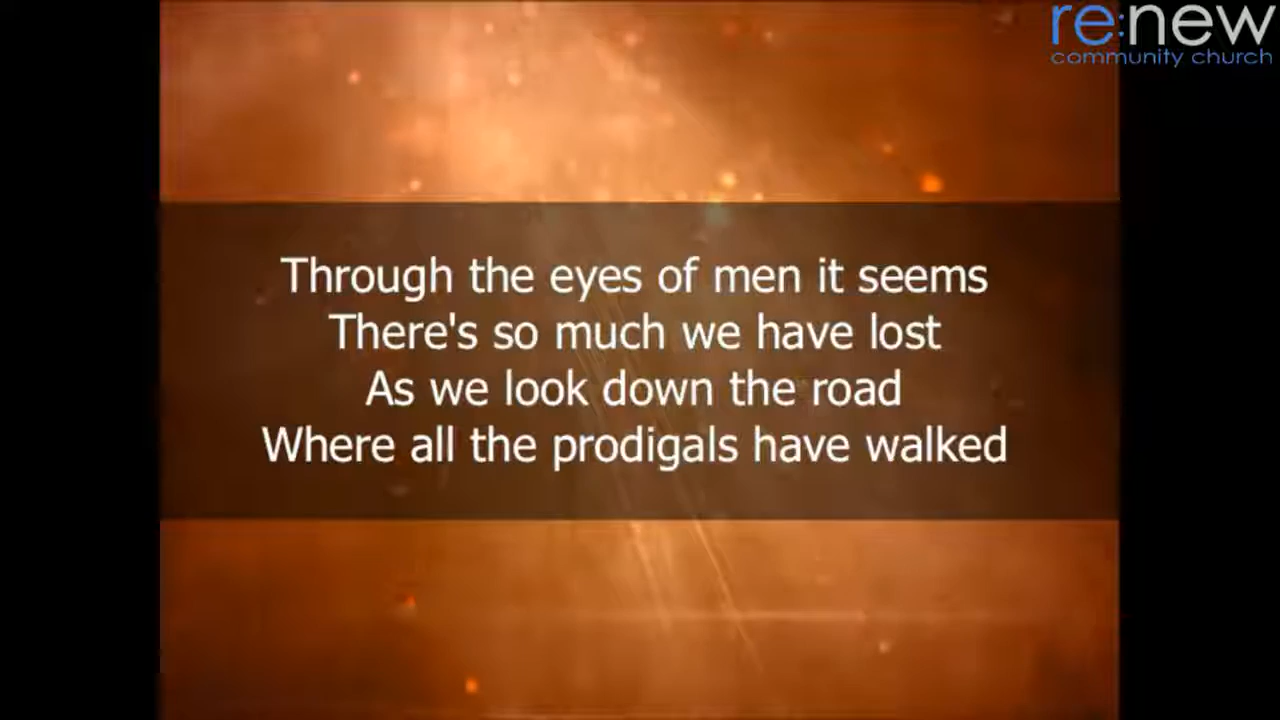 re:new
community church
Through the eyes of men it seems
There's so much we have lost
As we look down the road
Where all the prodigals have walked